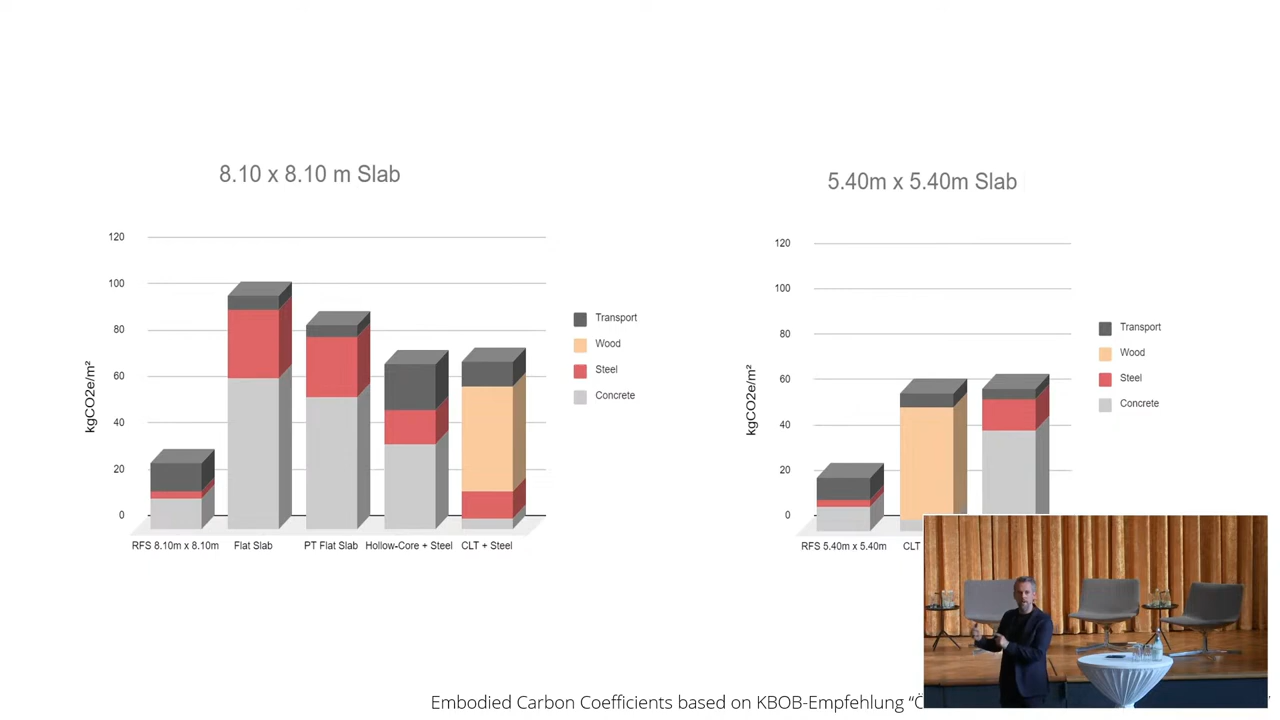 8.10 x 8.10 m Slab
120
100
80
60
40
20
0
kgCO2e/m²
RFS 8.10m x 8.10m
Flat Slab
PT Flat Slab
Hollow-Core + Steel
CLT + Steel
Transport
Wood
Steel
Concrete
5.40m x 5.40m Slab
120
100
80
60
40
20
0
kgCO2e/m²
RFS 5.40m x 5.40m
CLT
Transport
Wood
Steel
Concrete
Embodied Carbon Coefficients based on KBOB-Empfehlung